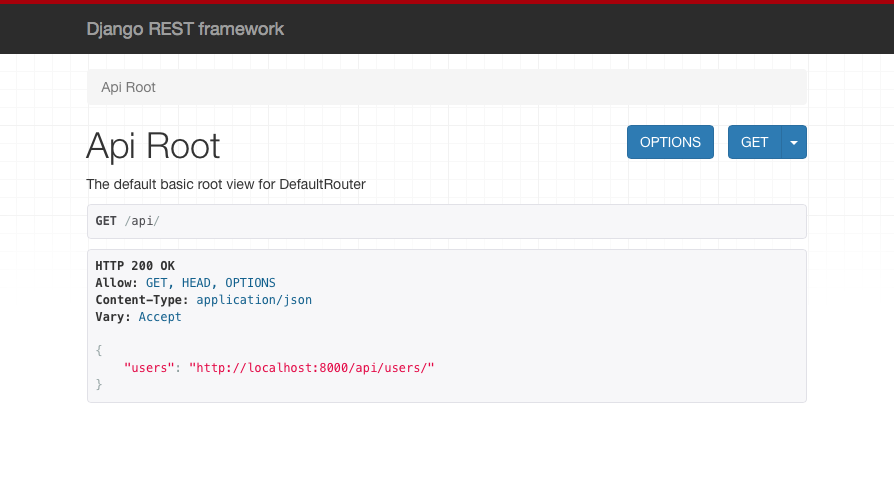 Django REST framework
Api Root
Api Root
OPTIONS
GET
The default basic root view for DefaultRouter
GET /api/
HTTP 200 OK
Allow: GET, HEAD, OPTIONS
Content-Type: application/json
Vary: Accept
{
    "users": "http://localhost:8000/api/users/"
}